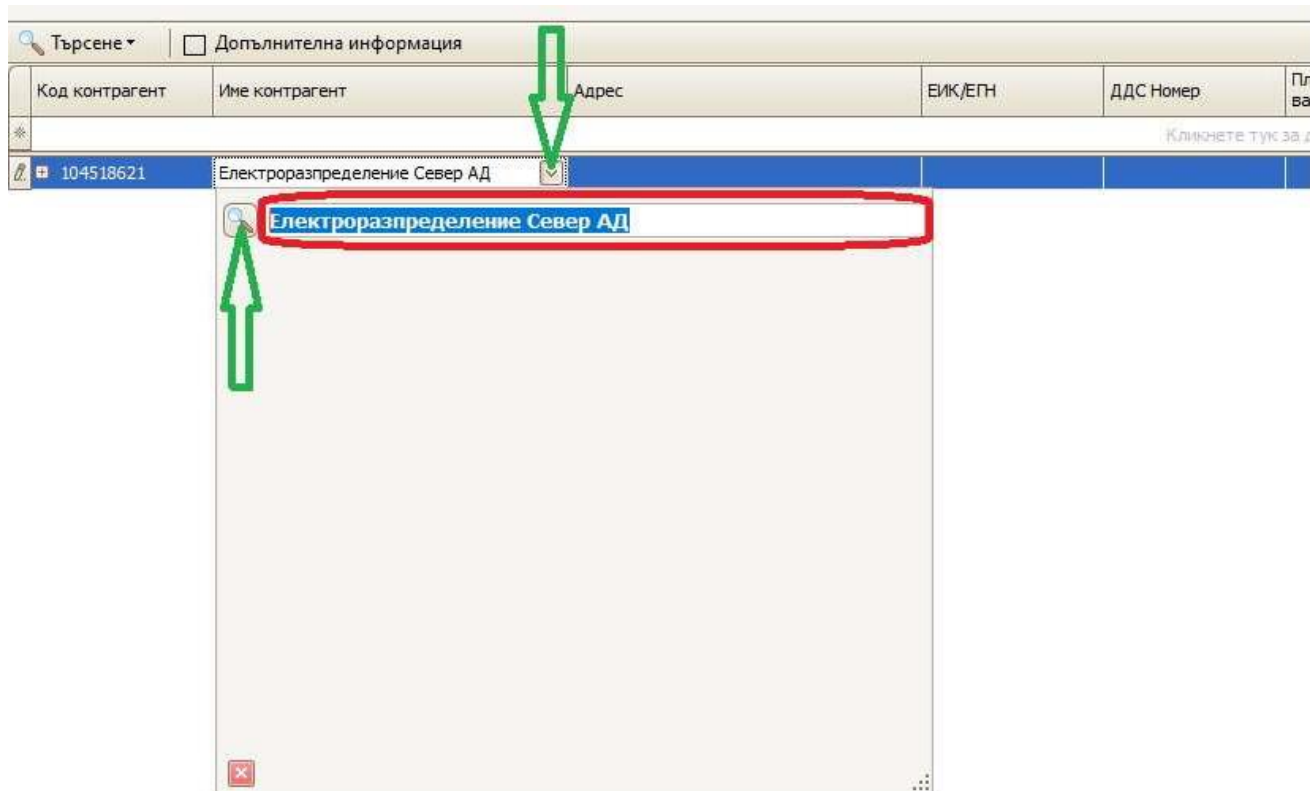 Търсене
Допълнителна информация
Код контрагент
Име контрагент
Адрес
ЕИК/ЕГН
ДДС Номер
Кликнете тук за
104518621
Електроразпределение Север АД
Електроразпределение Север АД